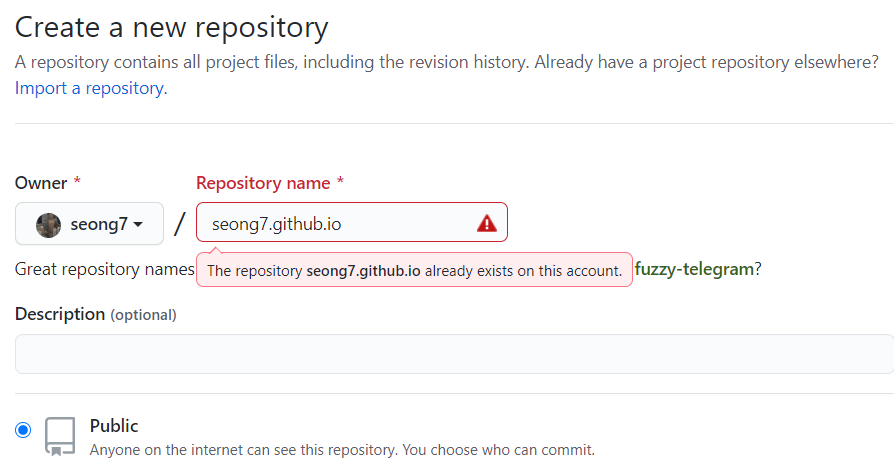 Create a new repository
A repository contains all project files, including the revision history. Already have a project repository elsewhere?
Import a repository.
Owner * Repository name *
seong7 / seong7.github.io
Great repository names
The repository seong7.github.io already exists on this account.
fuzzy-telegram?
Description (optional)
Public
Anyone on the internet can see this repository. You choose who can commit.